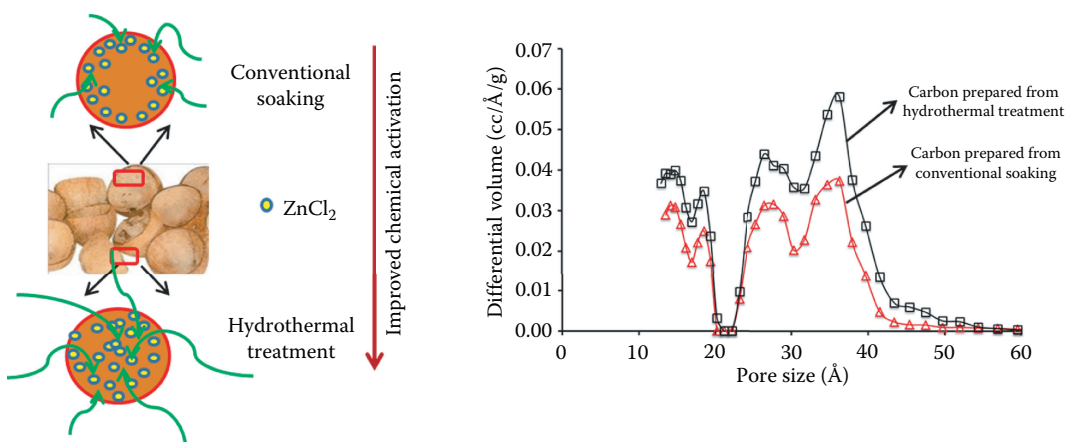 Conventional
soaking
ZnCl₂
Hydrothermal
treatment
Improved chemical activation
Differential volume (cc/Å/g)
0.07
0.06
0.05
0.04
0.03
0.02
0.01
0.00
0
10
20
30
40
50
60
Pore size (Å)
Carbon prepared from
hydrothermal treatment
Carbon prepared from
conventional soaking